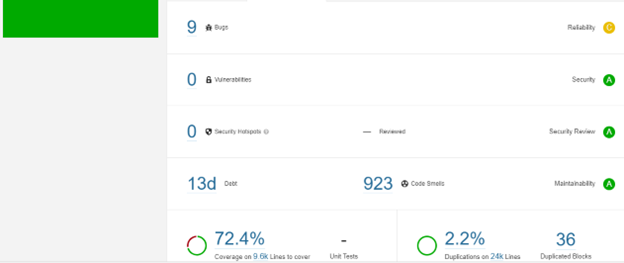 9 Bugs Reliability C
0 Vulnerabilities Security A
0 Security Hotspots — Reviewed Security Review A
13d Debt 923 Code Smells Maintainability A
72.4% - 2.2% 36
Coverage on 9.6k Lines to cover Unit Tests Duplications on 24k Lines Duplicated Blocks